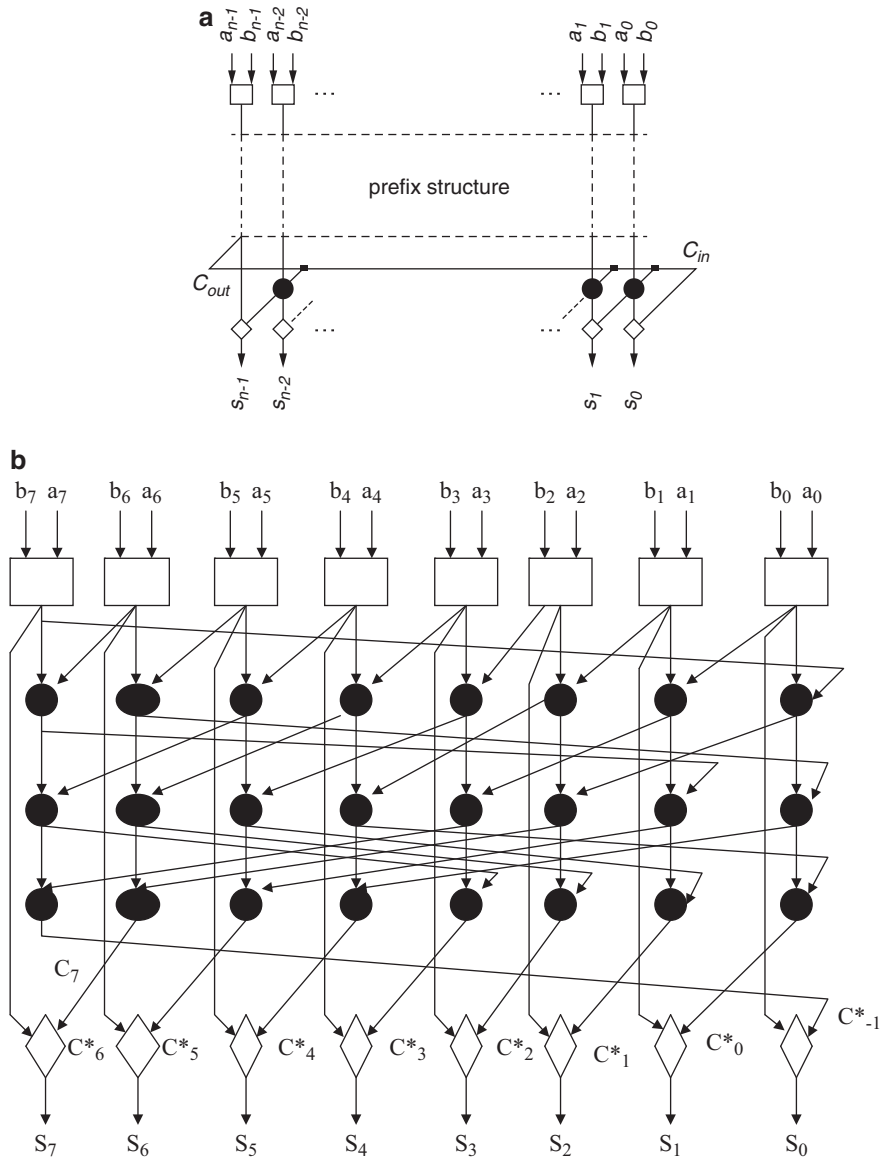 a
a_{n-1} b_{n-1} a_{n-2} b_{n-2} a_1 b_1 a_0 b_0
... ...
prefix structure
C_{in}
C_{out}
... ...
s_{n-1} s_{n-2} s_1 s_0
b
b_7 a_7 b_6 a_6 b_5 a_5 b_4 a_4 b_3 a_3 b_2 a_2 b_1 a_1 b_0 a_0
C_7
C*_{-1}
C*_6 C*_5 C*_4 C*_3 C*_2 C*_1 C*_0
S_7 S_6 S_5 S_4 S_3 S_2 S_1 S_0